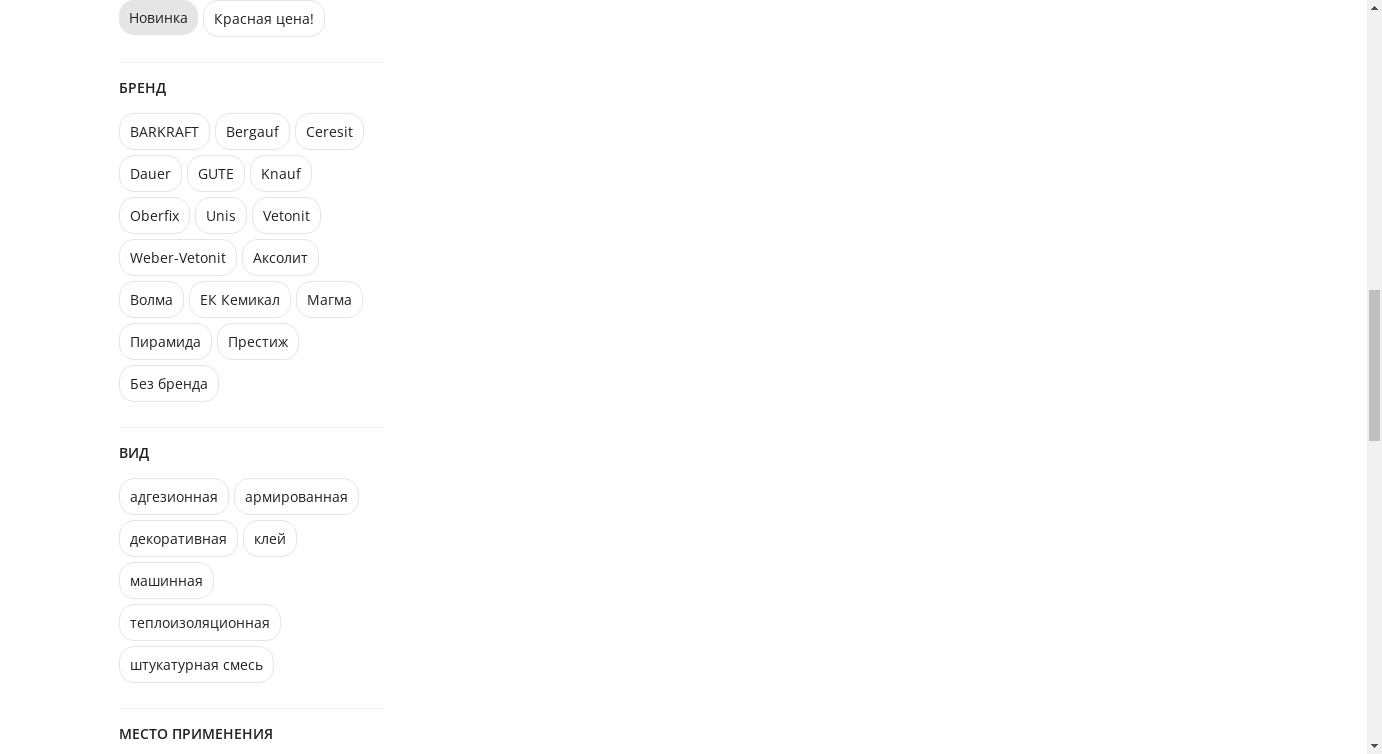 Новинка Красная цена!
БРЕНД
BARKRAFT Bergauf Ceresit
Dauer GUTE Knauf
Oberfix Unis Vetonit
Weber-Vetonit Аксолит
Волма ЕК Кемикал Магма
Пирамида Престиж
Без бренда
ВИД
адгезионная армированная
декоративная клей
машинная
теплоизоляционная
штукатурная смесь
МЕСТО ПРИМЕНЕНИЯ